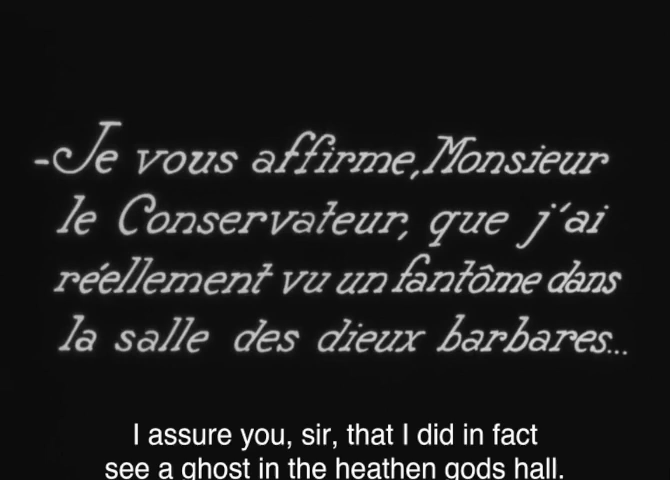 -Je vous affirme, Monsieur
le Conservateur, que j'ai
réellement vu un fantôme dans
la salle des dieux barbares...
I assure you, sir, that I did in fact
see a ghost in the heathen gods hall.